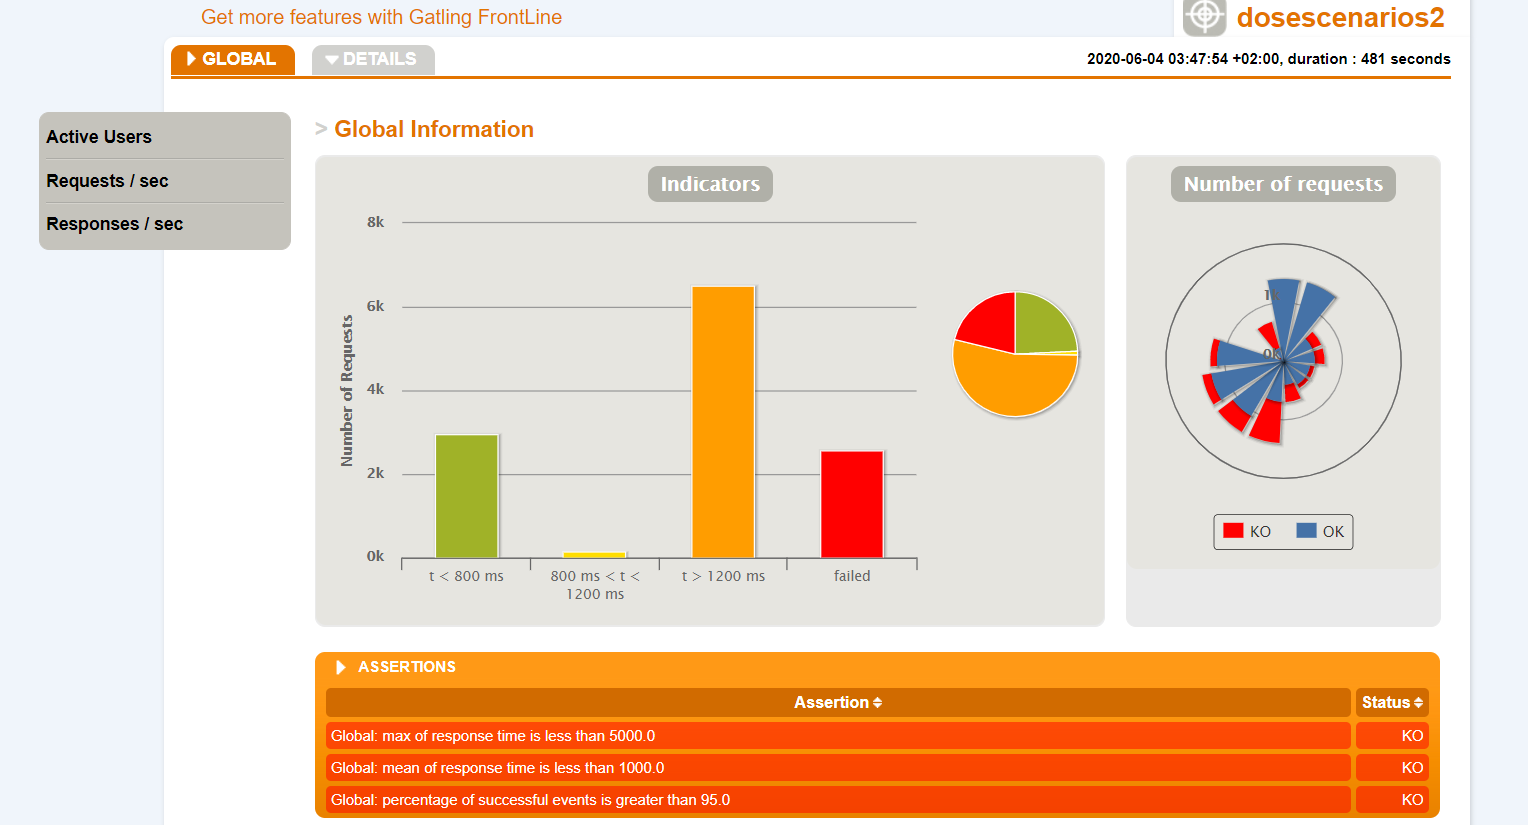 Get more features with Gatling FrontLine
dosescenarios2
GLOBAL
DETAILS
2020-06-04 03:47:54 +02:00, duration : 481 seconds
Active Users
Requests / sec
Responses / sec
> Global Information
Indicators
Number of Requests
8k
6k
4k
2k
0k
t < 800 ms
800 ms < t <
1200 ms
t > 1200 ms
failed
Number of requests
0k
KO
OK
ASSERTIONS
Assertion
Status
Global: max of response time is less than 5000.0
KO
Global: mean of response time is less than 1000.0
KO
Global: percentage of successful events is greater than 95.0
KO